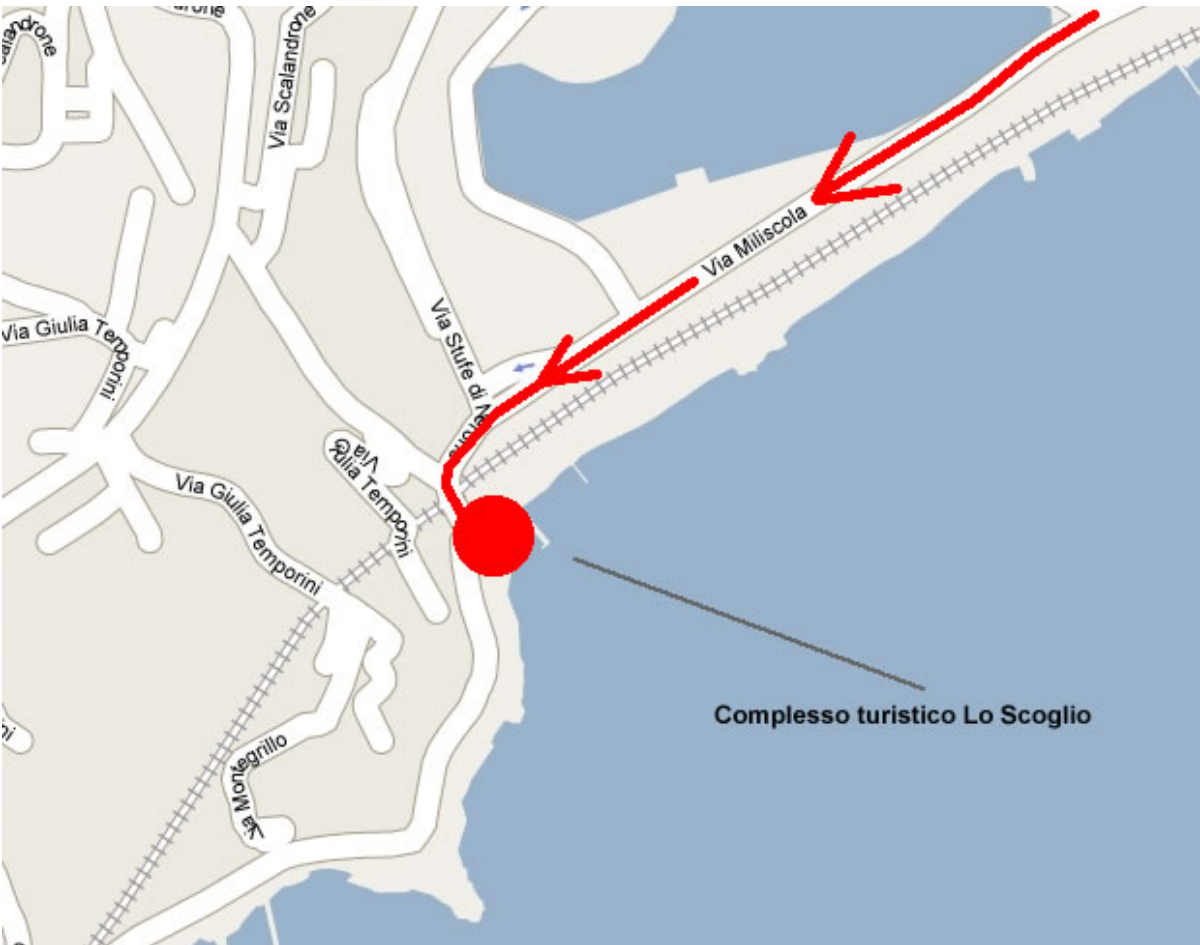 Via Scalandrone
Via Miliscola
Via Giulia Temporini
Via Stufe di Nerone
Via
Giulia Temporini
Via Giulia Temporini
Complesso turistico Lo Scoglio
Via Montegrillo